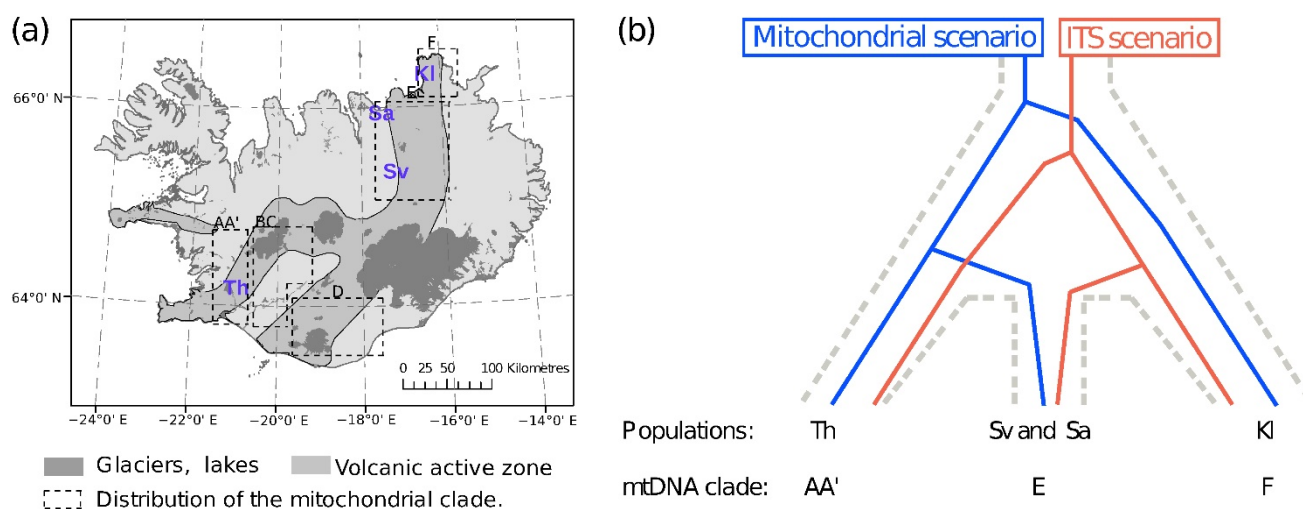 (a)
F
Kl
66°0' N
E
Sa
Sv
AA'
BC
Th
D
64°0' N
0 25 50 100 Kilometres
−24°0' E −22°0' E −20°0' E −18°0' E −16°0' E −14°0' E
Glaciers, lakes
Volcanic active zone
Distribution of the mitochondrial clade.
(b)
Mitochondrial scenario
ITS scenario
Populations: Th Sv and Sa Kl
mtDNA clade: AA' E F